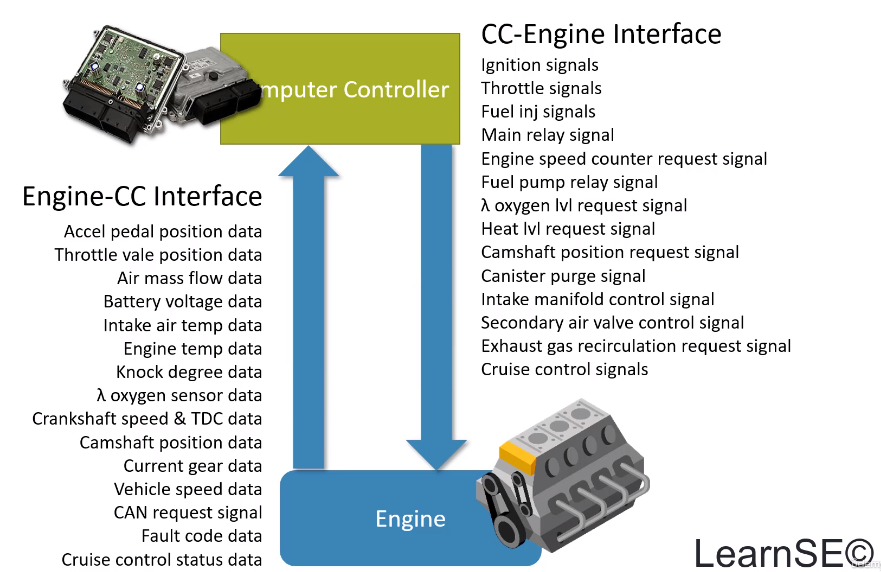 CC-Engine Interface
Ignition signals
Throttle signals
Fuel inj signals
Main relay signal
Engine speed counter request signal
Fuel pump relay signal
λ oxygen lvl request signal
Heat lvl request signal
Camshaft position request signal
Canister purge signal
Intake manifold control signal
Secondary air valve control signal
Exhaust gas recirculation request signal
Cruise control signals
mputer Controller
Engine-CC Interface
Accel pedal position data
Throttle vale position data
Air mass flow data
Battery voltage data
Intake air temp data
Engine temp data
Knock degree data
λ oxygen sensor data
Crankshaft speed & TDC data
Camshaft position data
Current gear data
Vehicle speed data
CAN request signal
Fault code data
Cruise control status data
Engine
LearnSE©